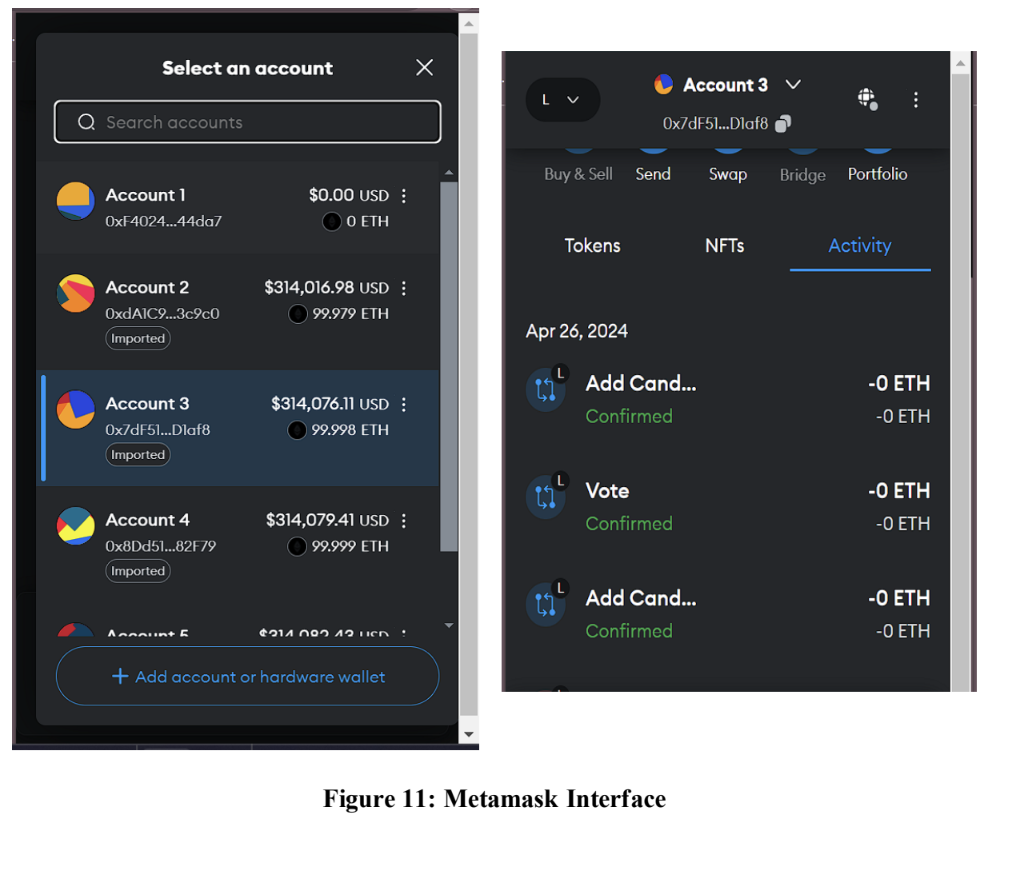 Select an account
Search accounts
Account 1
$0.00 USD
0xF4024...44da7
0 ETH
Account 2
$314,016.98 USD
0xdA1C9...3c9c0
99.979 ETH
Imported
Account 3
$314,076.11 USD
0x7dF51...D1af8
99.998 ETH
Imported
Account 4
$314,079.41 USD
0x8Dd51...82F79
99.999 ETH
Imported
Account 5
$314,082.43 USD
+ Add account or hardware wallet
L
Account 3
0x7dF51...D1af8
Buy & Sell
Send
Swap
Bridge
Portfolio
Tokens
NFTs
Activity
Apr 26, 2024
L
Add Cand...
-0 ETH
Confirmed
-0 ETH
L
Vote
-0 ETH
Confirmed
-0 ETH
L
Add Cand...
-0 ETH
Confirmed
-0 ETH
Figure 11: Metamask Interface